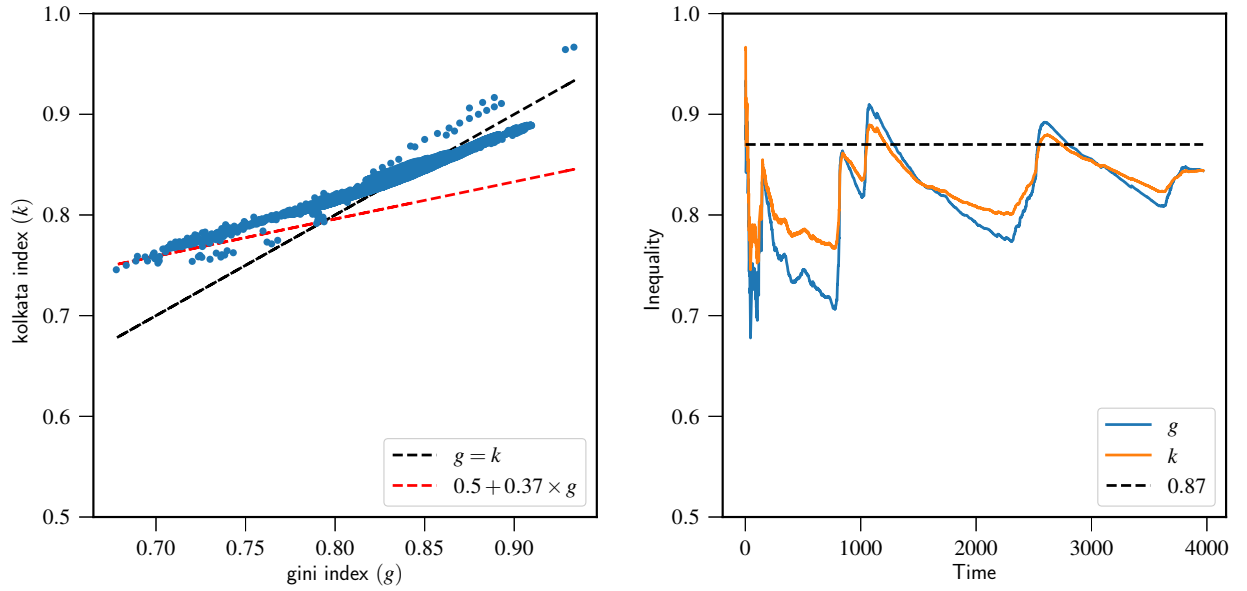 1.0
0.9
0.8
0.7
0.6
0.5
kolkata index (k)
0.70 0.75 0.80 0.85 0.90
gini index (g)
g = k
0.5 + 0.37 × g
1.0
0.9
0.8
0.7
0.6
0.5
Inequality
0 1000 2000 3000 4000
Time
g
k
0.87